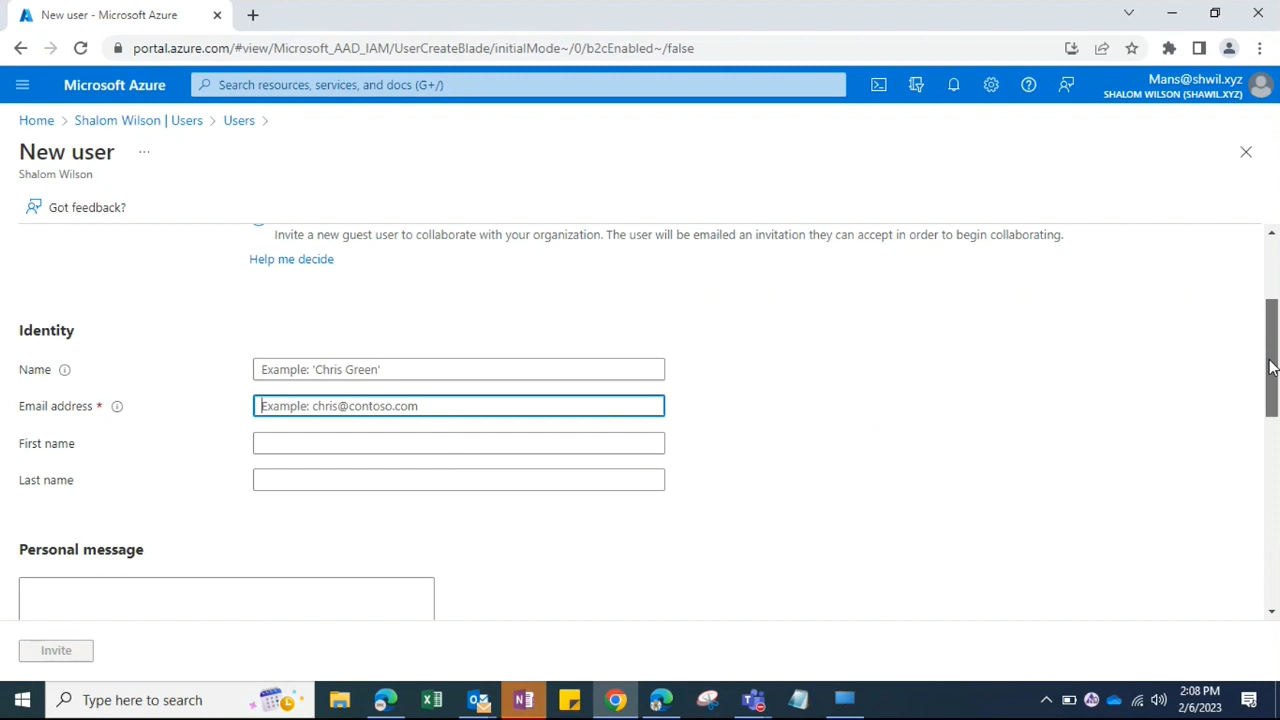 New user - Microsoft Azure
portal.azure.com/#view/Microsoft_AAD_IAM/UserCreateBlade/initialMode~/0/b2cEnabled~/false
Microsoft Azure
Search resources, services, and docs (G+/)
Mans@shwil.xyz
SHALOM WILSON (SHAWIL.XYZ)
Home > Shalom Wilson | Users > Users >
New user ...
Shalom Wilson
Got feedback?
Invite a new guest user to collaborate with your organization. The user will be emailed an invitation they can accept in order to begin collaborating.
Help me decide
Identity
Name
Example: 'Chris Green'
Email address *
Example: chris@contoso.com
First name
Last name
Personal message
Invite
Type here to search
2:08 PM
2/6/2023